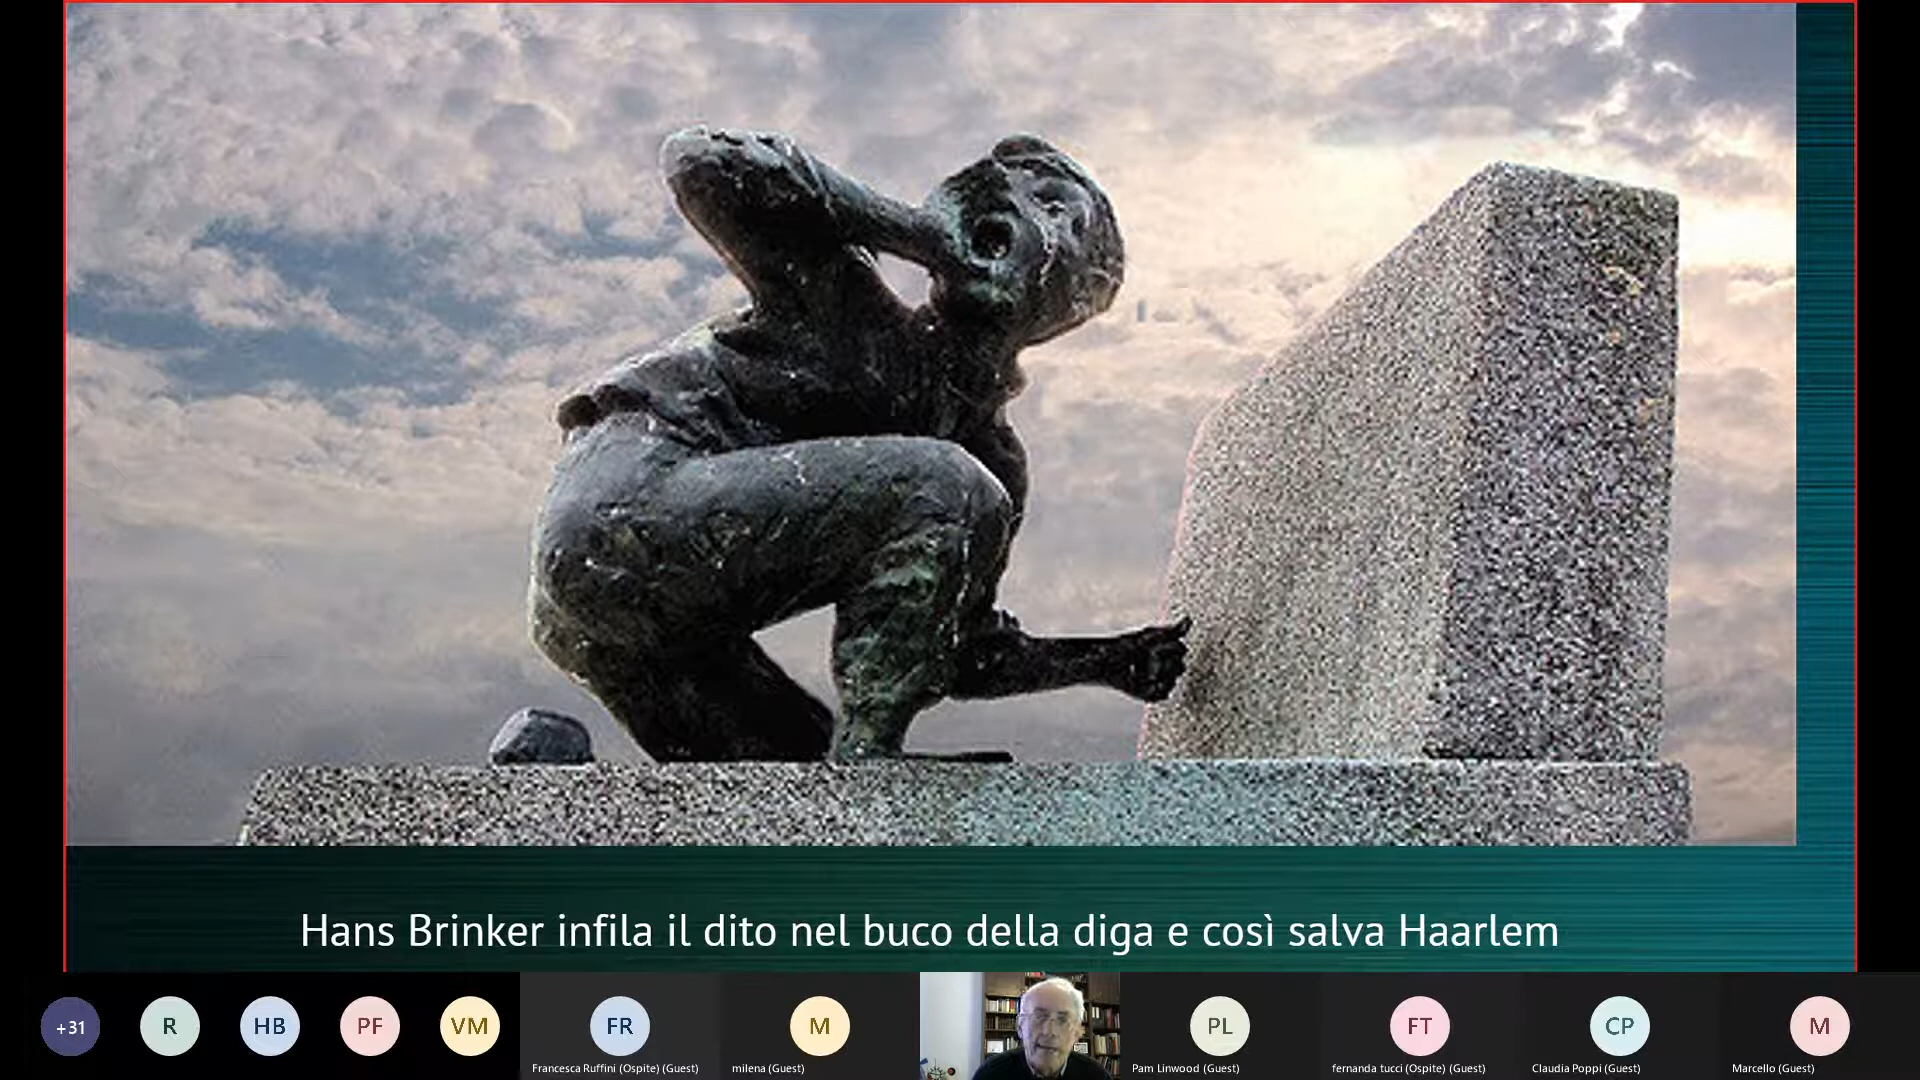 Hans Brinker infila il dito nel buco della diga e così salva Haarlem
+31
R
HB
PF
VM
FR
M
PL
FT
CP
M
Francesca Ruffini (Ospite) (Guest)
milena (Guest)
Pam Linwood (Guest)
fernanda tucci (Ospite) (Guest)
Claudia Poppi (Guest)
Marcello (Guest)